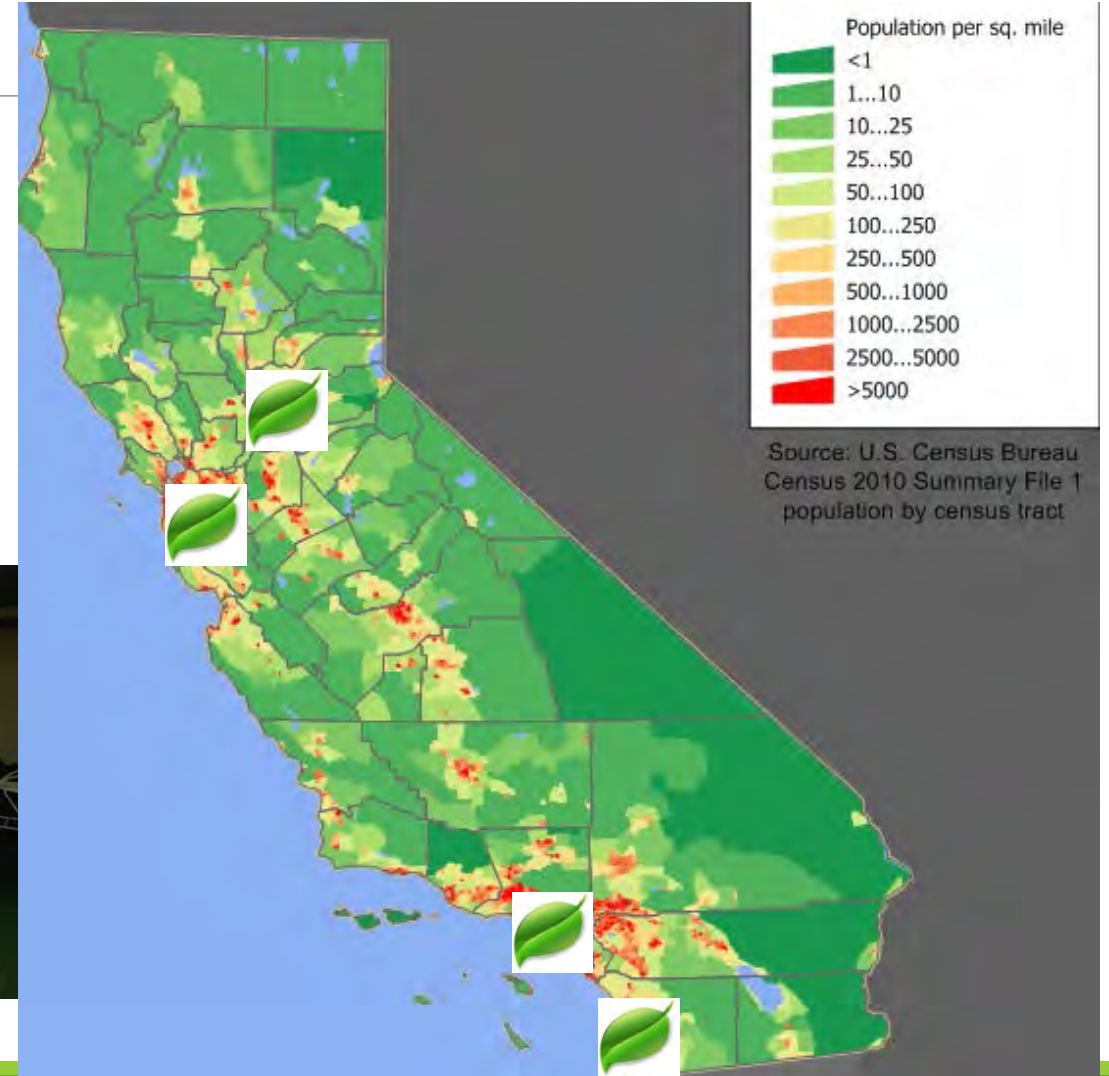 Population per sq. mile
<1
1...10
10...25
25...50
50...100
100...250
250...500
500...1000
1000...2500
2500...5000
>5000
Source: U.S. Census Bureau
Census 2010 Summary File 1
population by census tract